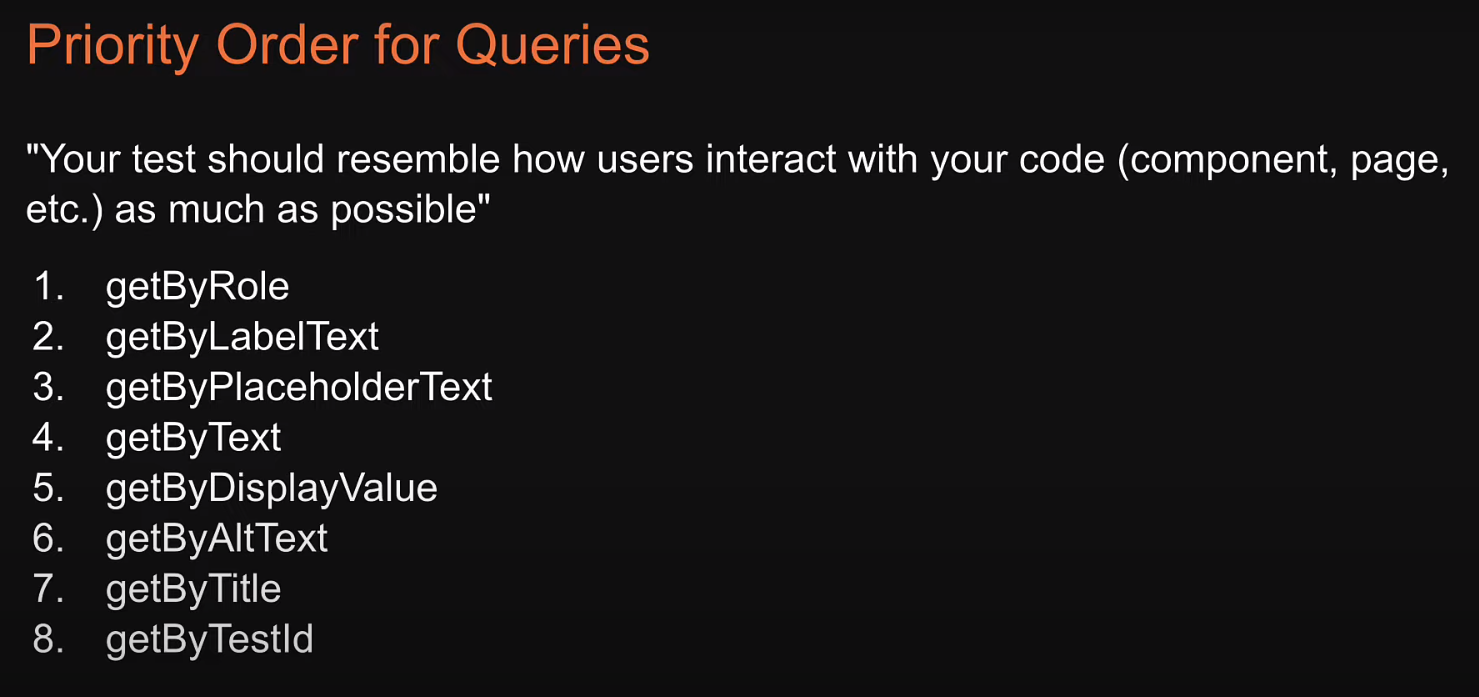 Priority Order for Queries
"Your test should resemble how users interact with your code (component, page,
etc.) as much as possible"
1. getByRole
2. getByLabelText
3. getByPlaceholderText
4. getByText
5. getByDisplayValue
6. getByAltText
7. getByTitle
8. getByTestId